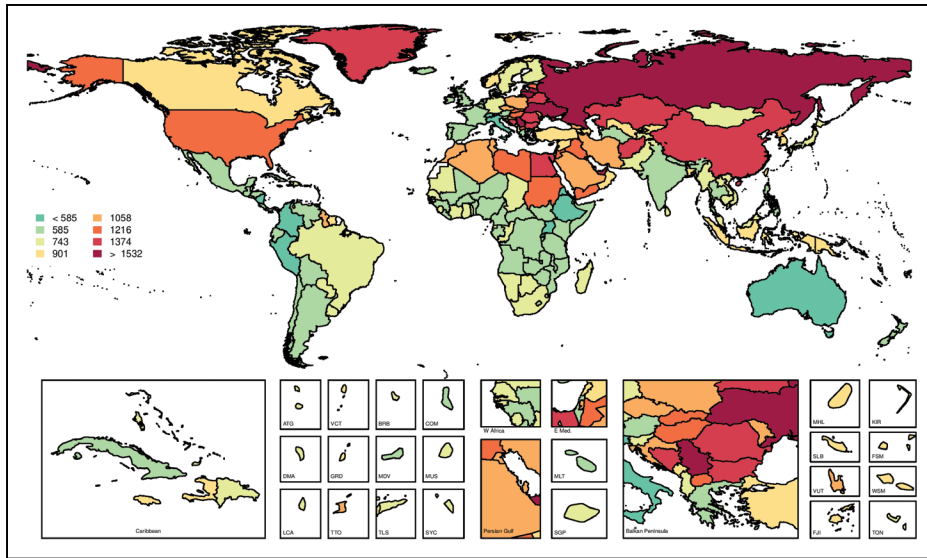 < 585 1058
585 1216
743 1374
901 > 1532
Caribbean
ATG VCT BRB COM
DMA GRD MDV MUS
LCA TTO TLS SYC
W Africa E Med.
Persian Gulf
MLT
SGP
Balkan Peninsula
MHL KIR
SLB FSM
VUT WSM
FJI TON